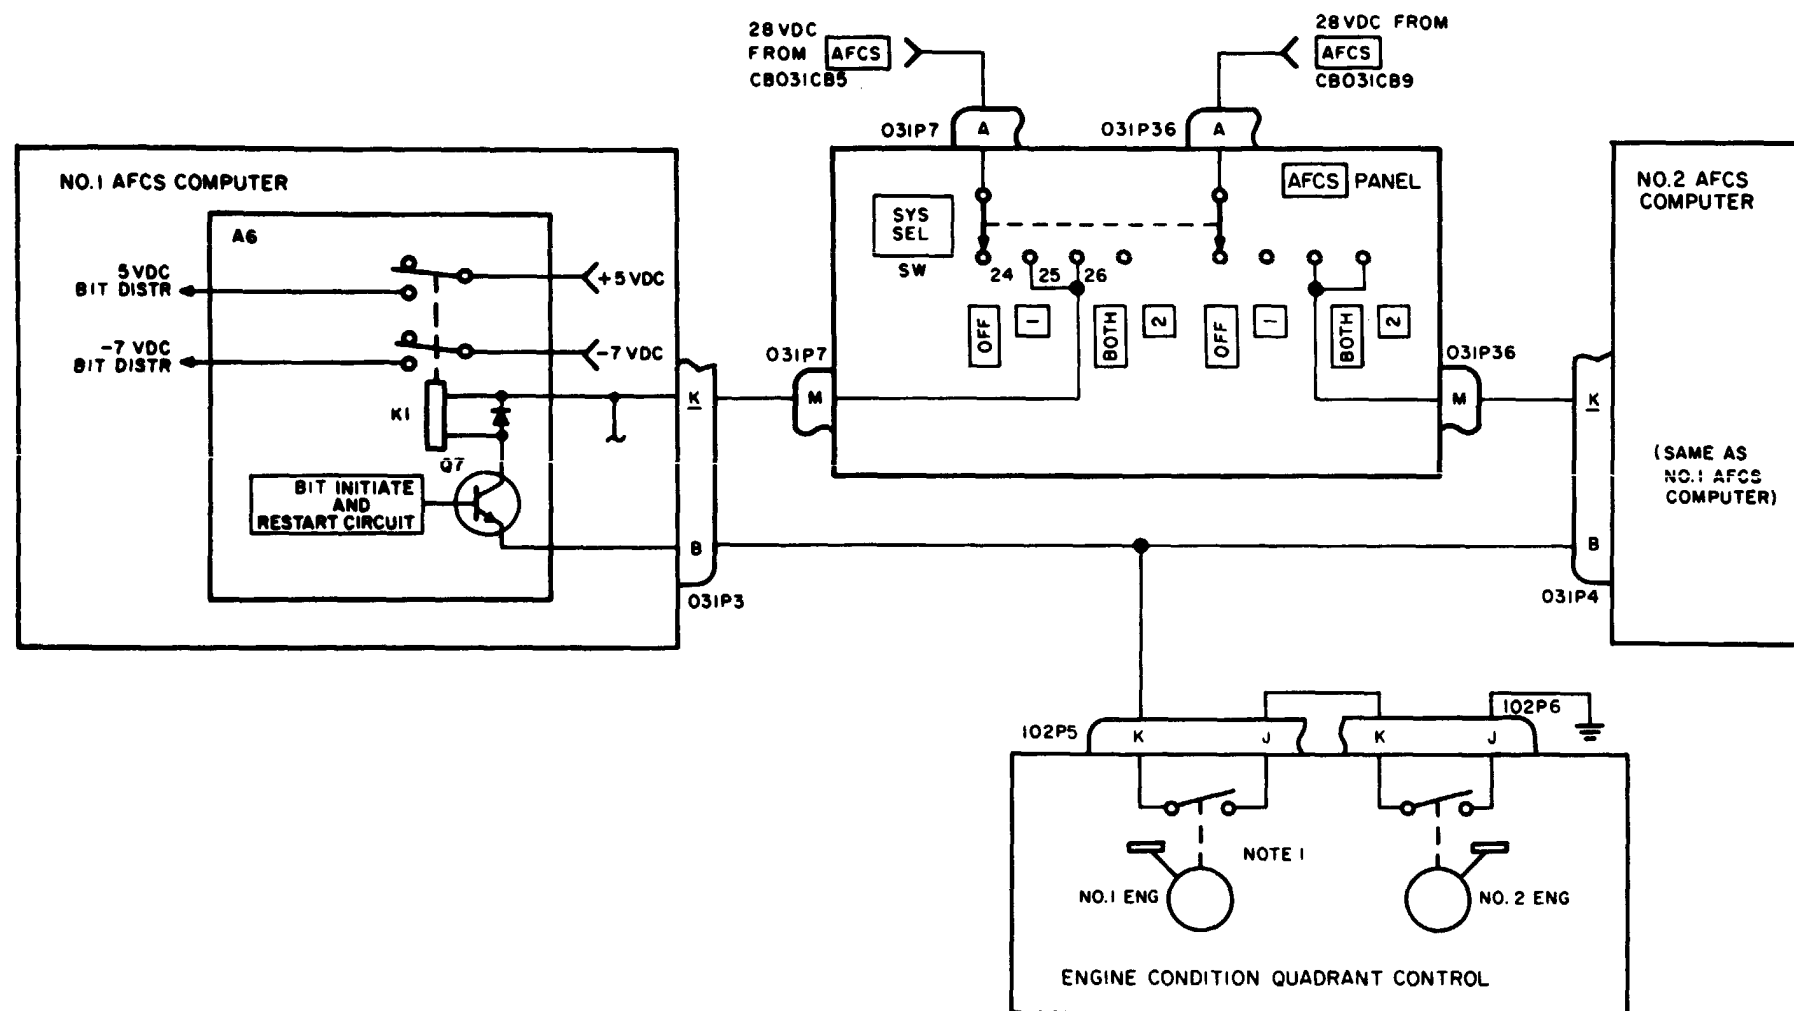 28 VDC
FROM AFCS
CB031CB5
28 VDC FROM
AFCS
CB031CB9
031P7
A
031P36
A
NO.1 AFCS COMPUTER
A6
5 VDC
BIT DISTR
+5 VDC
-7 VDC
BIT DISTR
-7 VDC
K1
Q7
BIT INITIATE
AND
RESTART CIRCUIT
K
B
031P3
AFCS PANEL
SYS
SEL
SW
24
25
26
OFF
1
BOTH
2
OFF
1
BOTH
2
031P7
M
031P36
M
NO.2 AFCS
COMPUTER
K
(SAME AS
NO.1 AFCS
COMPUTER)
B
031P4
102P5
K
J
K
J
102P6
NOTE 1
NO.1 ENG
NO. 2 ENG
ENGINE CONDITION QUADRANT CONTROL